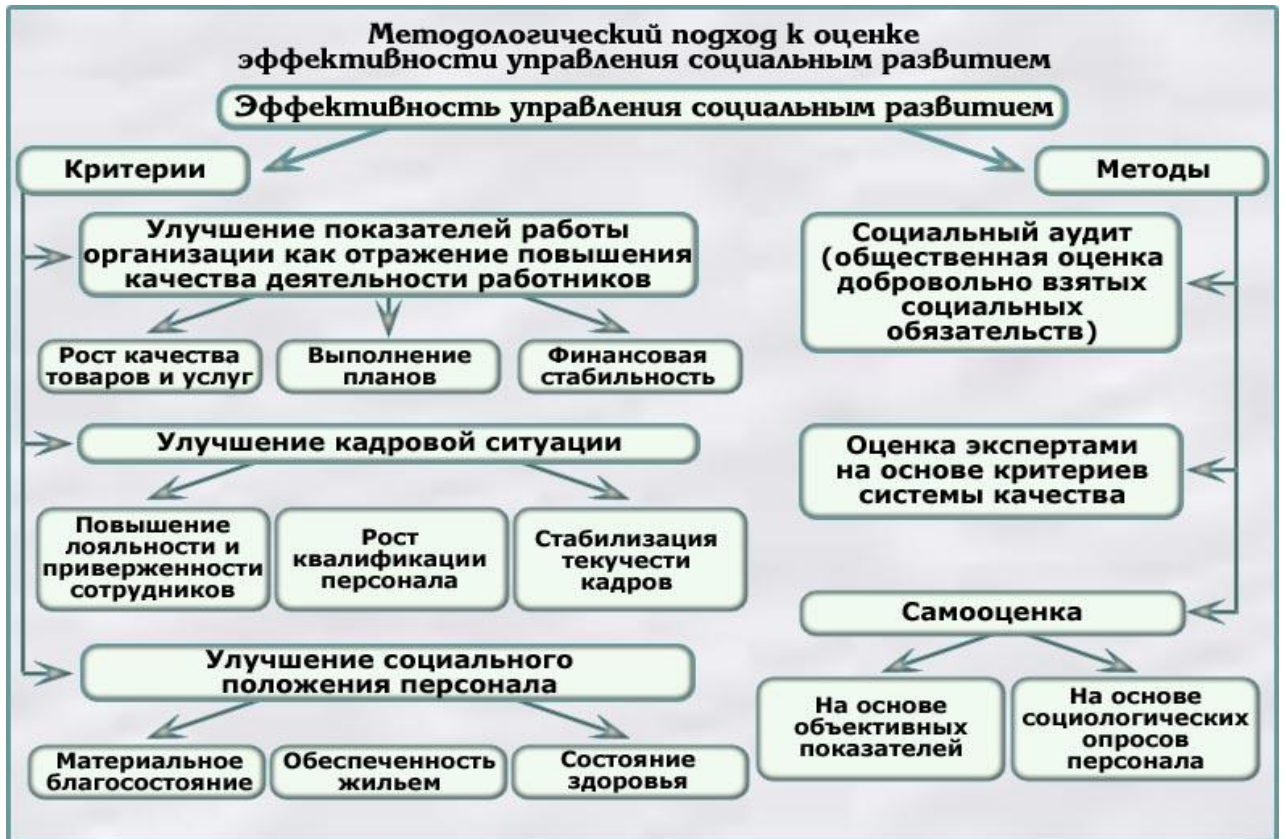 Методологический подход к оценке
эффективности управления социальным развитием
Эффективность управления социальным развитием
Критерии
Методы
Улучшение показателей работы
организации как отражение повышения
качества деятельности работников
Рост качества
товаров и услуг
Выполнение
планов
Финансовая
стабильность
Улучшение кадровой ситуации
Повышение
лояльности и
приверженности
сотрудников
Рост
квалификации
персонала
Стабилизация
текучести
кадров
Улучшение социального
положения персонала
Материальное
благосостояние
Обеспеченность
жильем
Состояние
здоровья
Социальный аудит
(общественная оценка
добровольно взятых
социальных
обязательств)
Оценка экспертами
на основе критериев
системы качества
Самооценка
На основе
объективных
показателей
На основе
социологических
опросов
персонала